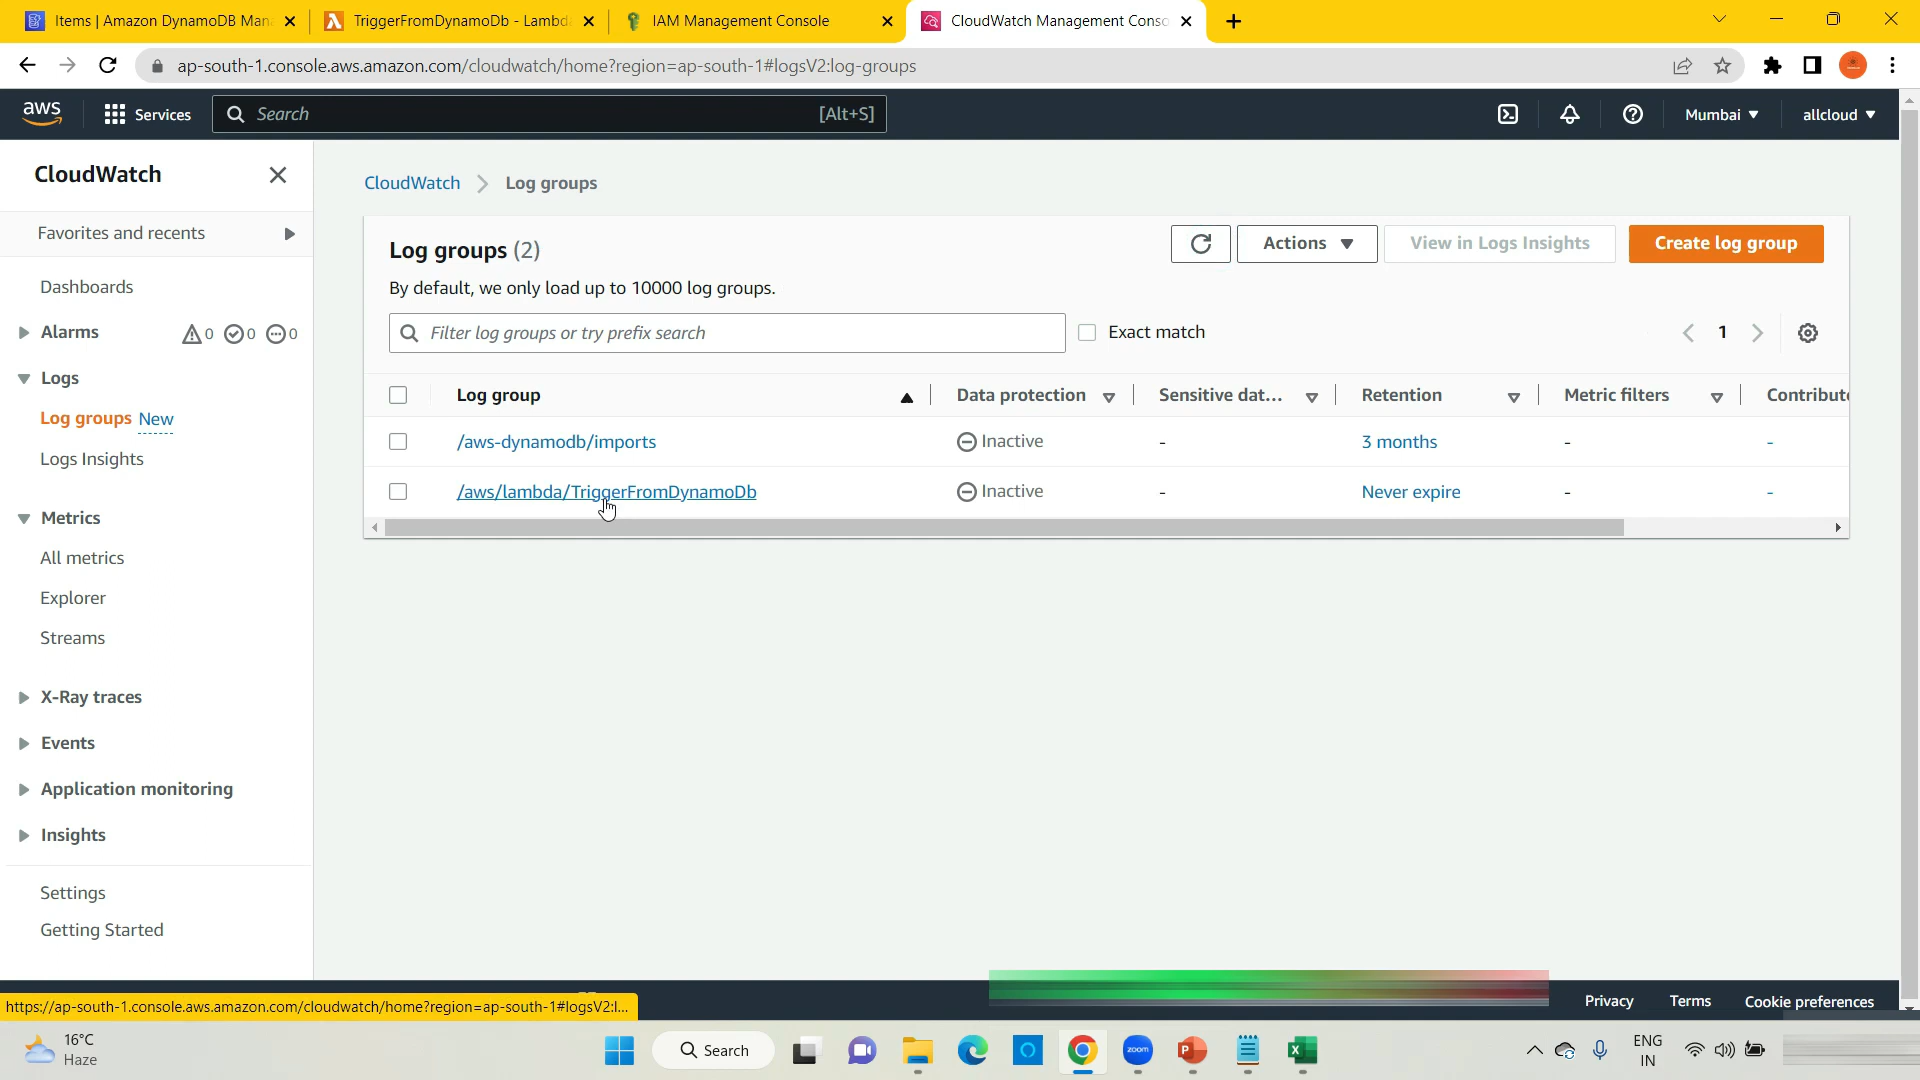 Items | Amazon DynamoDB Man
TriggerFromDynamoDb - Lambd
IAM Management Console
CloudWatch Management Conso
ap-south-1.console.aws.amazon.com/cloudwatch/home?region=ap-south-1#logsV2:log-groups
aws
Services
Search
[Alt+S]
Mumbai
allcloud
CloudWatch
Favorites and recents
Dashboards
Alarms 0 0 0
Logs
Log groups New
Logs Insights
Metrics
All metrics
Explorer
Streams
X-Ray traces
Events
Application monitoring
Insights
Settings
Getting Started
CloudWatch > Log groups
Log groups (2)
By default, we only load up to 10000 log groups.
Actions
View in Logs Insights
Create log group
Filter log groups or try prefix search
Exact match
1
Log group Data protection Sensitive dat... Retention Metric filters Contribut
/aws-dynamodb/imports Inactive - 3 months - -
/aws/lambda/TriggerFromDynamoDb Inactive - Never expire - -
https://ap-south-1.console.aws.amazon.com/cloudwatch/home?region=ap-south-1#logsV2:l...
Privacy Terms Cookie preferences
16°C
Haze
Search
zoom
ENG
IN